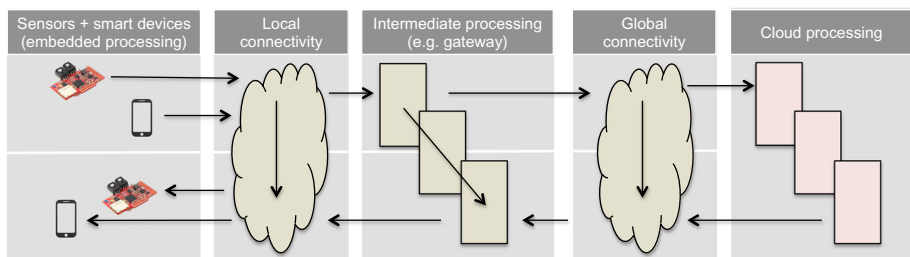 Sensors + smart devices
(embedded processing)
Local
connectivity
Intermediate processing
(e.g. gateway)
Global
connectivity
Cloud processing